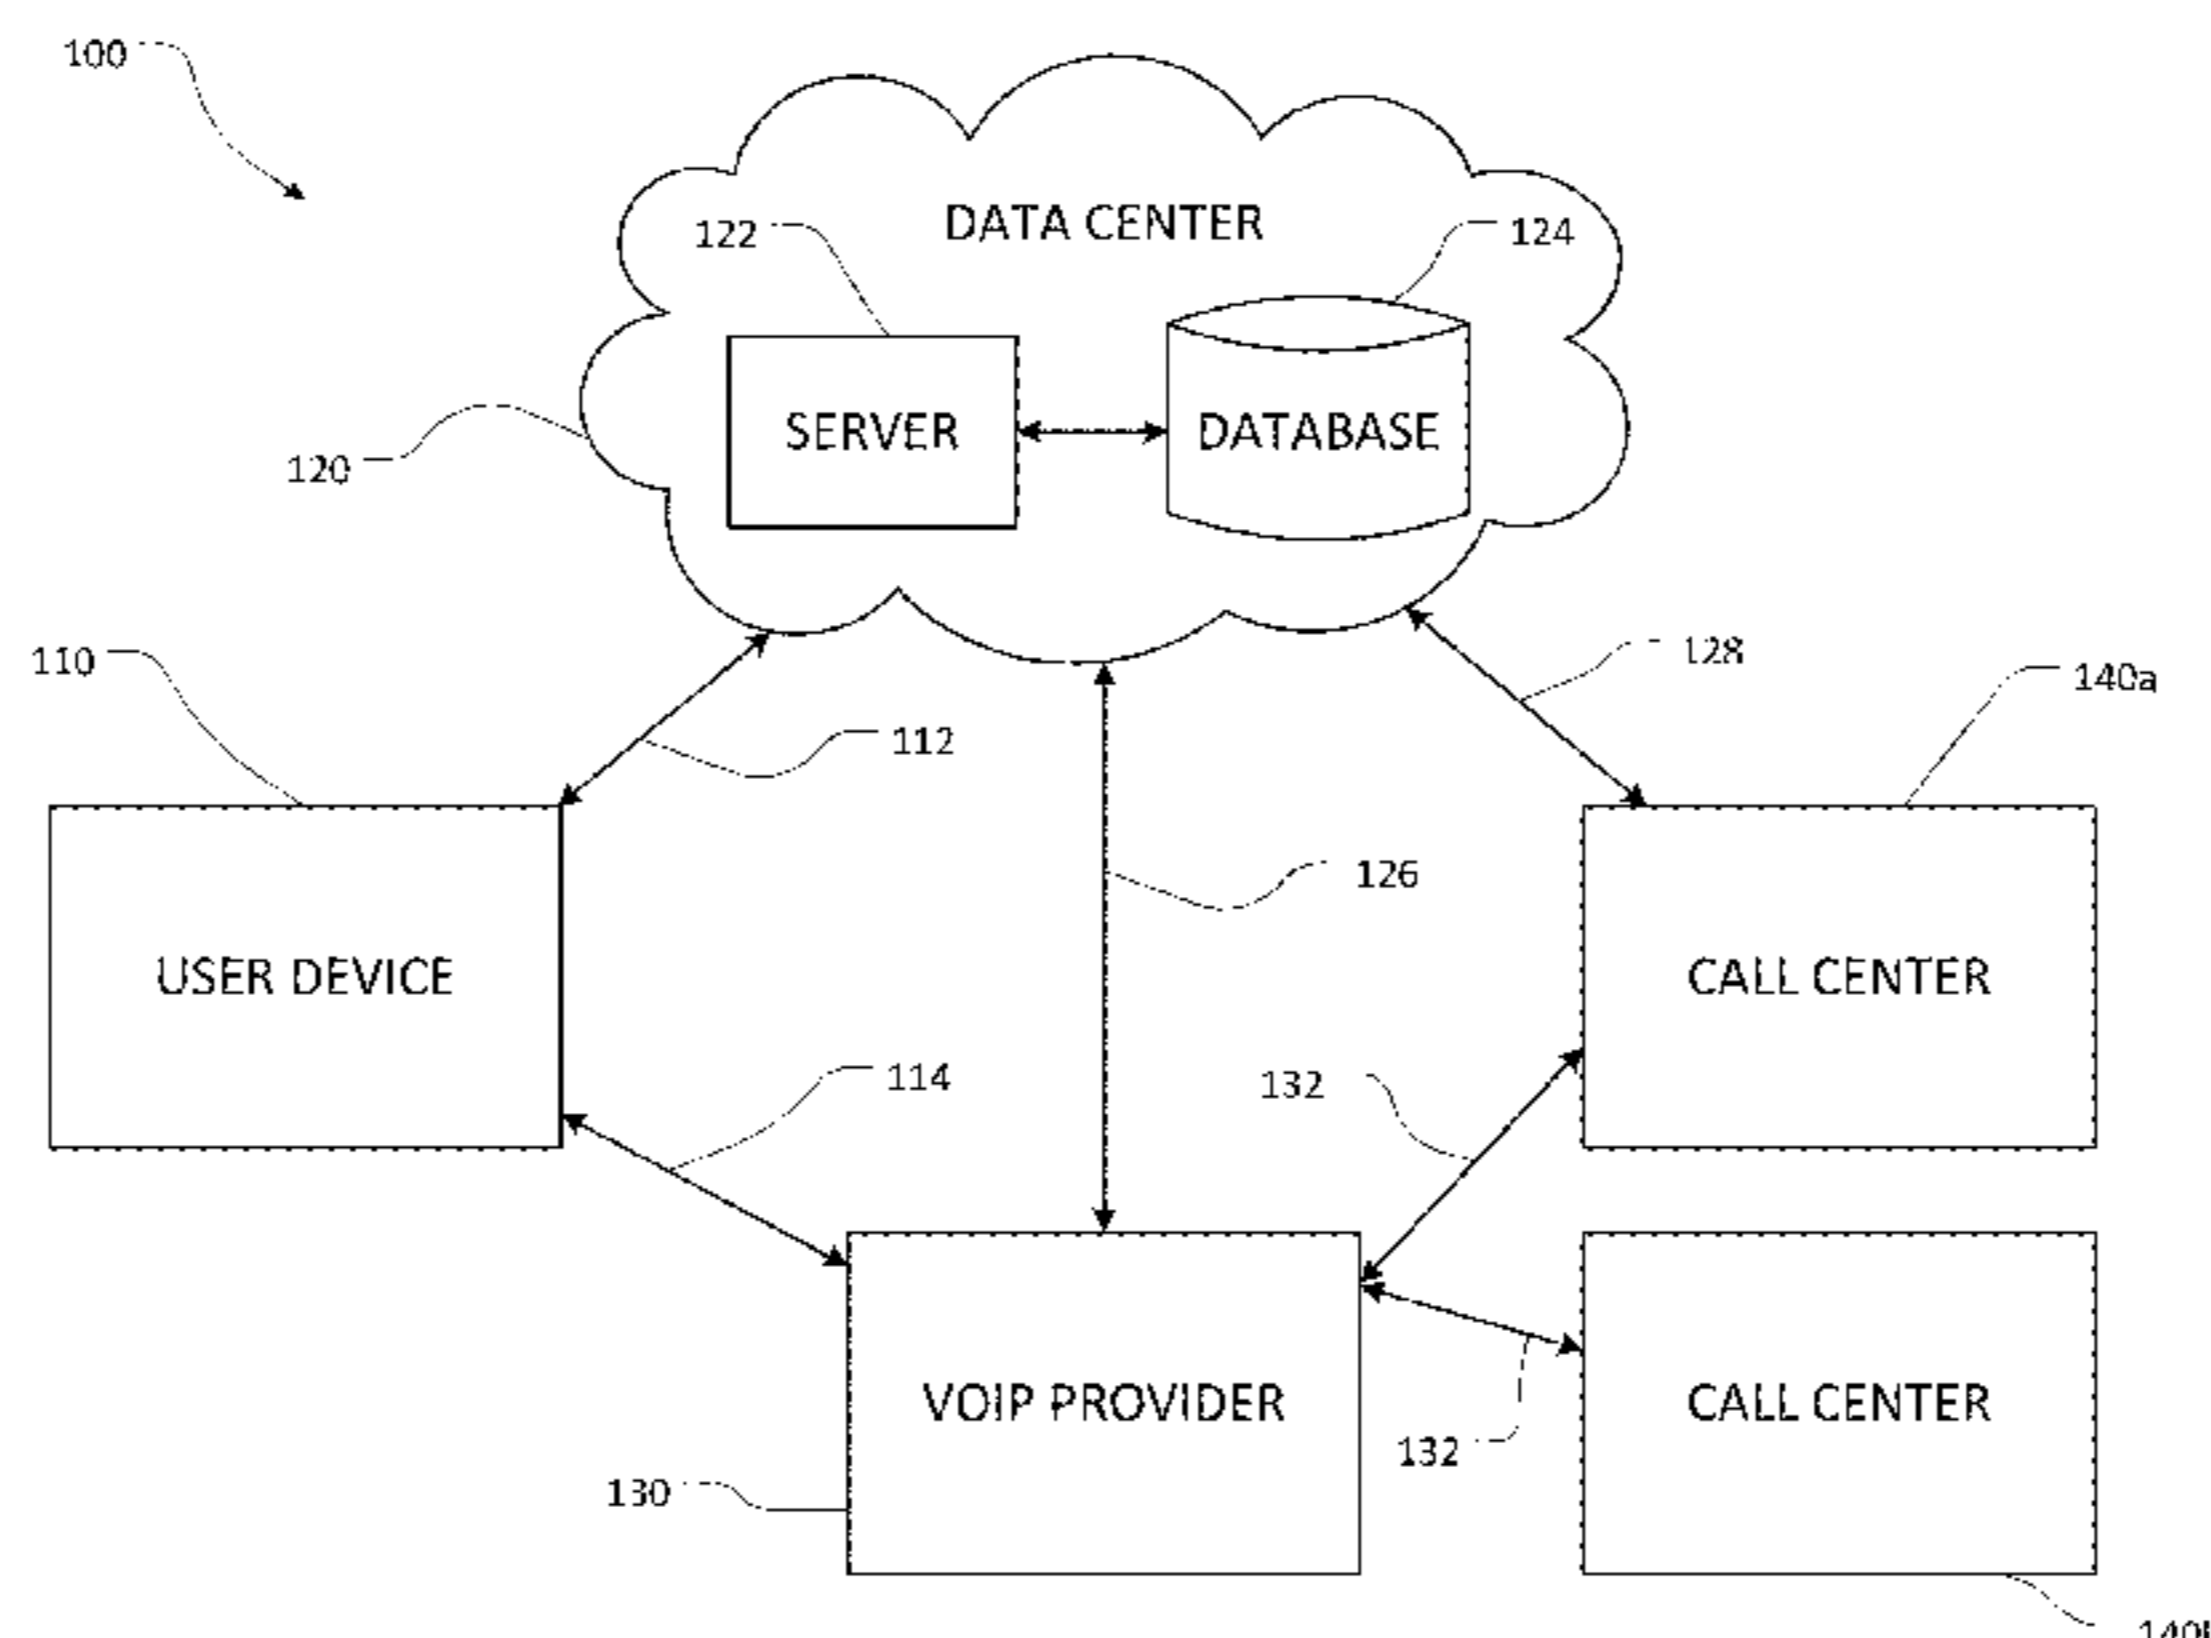 100
DATA CENTER
122
124
SERVER
DATABASE
120
110
128
140a
112
126
USER DEVICE
CALL CENTER
114
132
VOIP PROVIDER
CALL CENTER
132
130